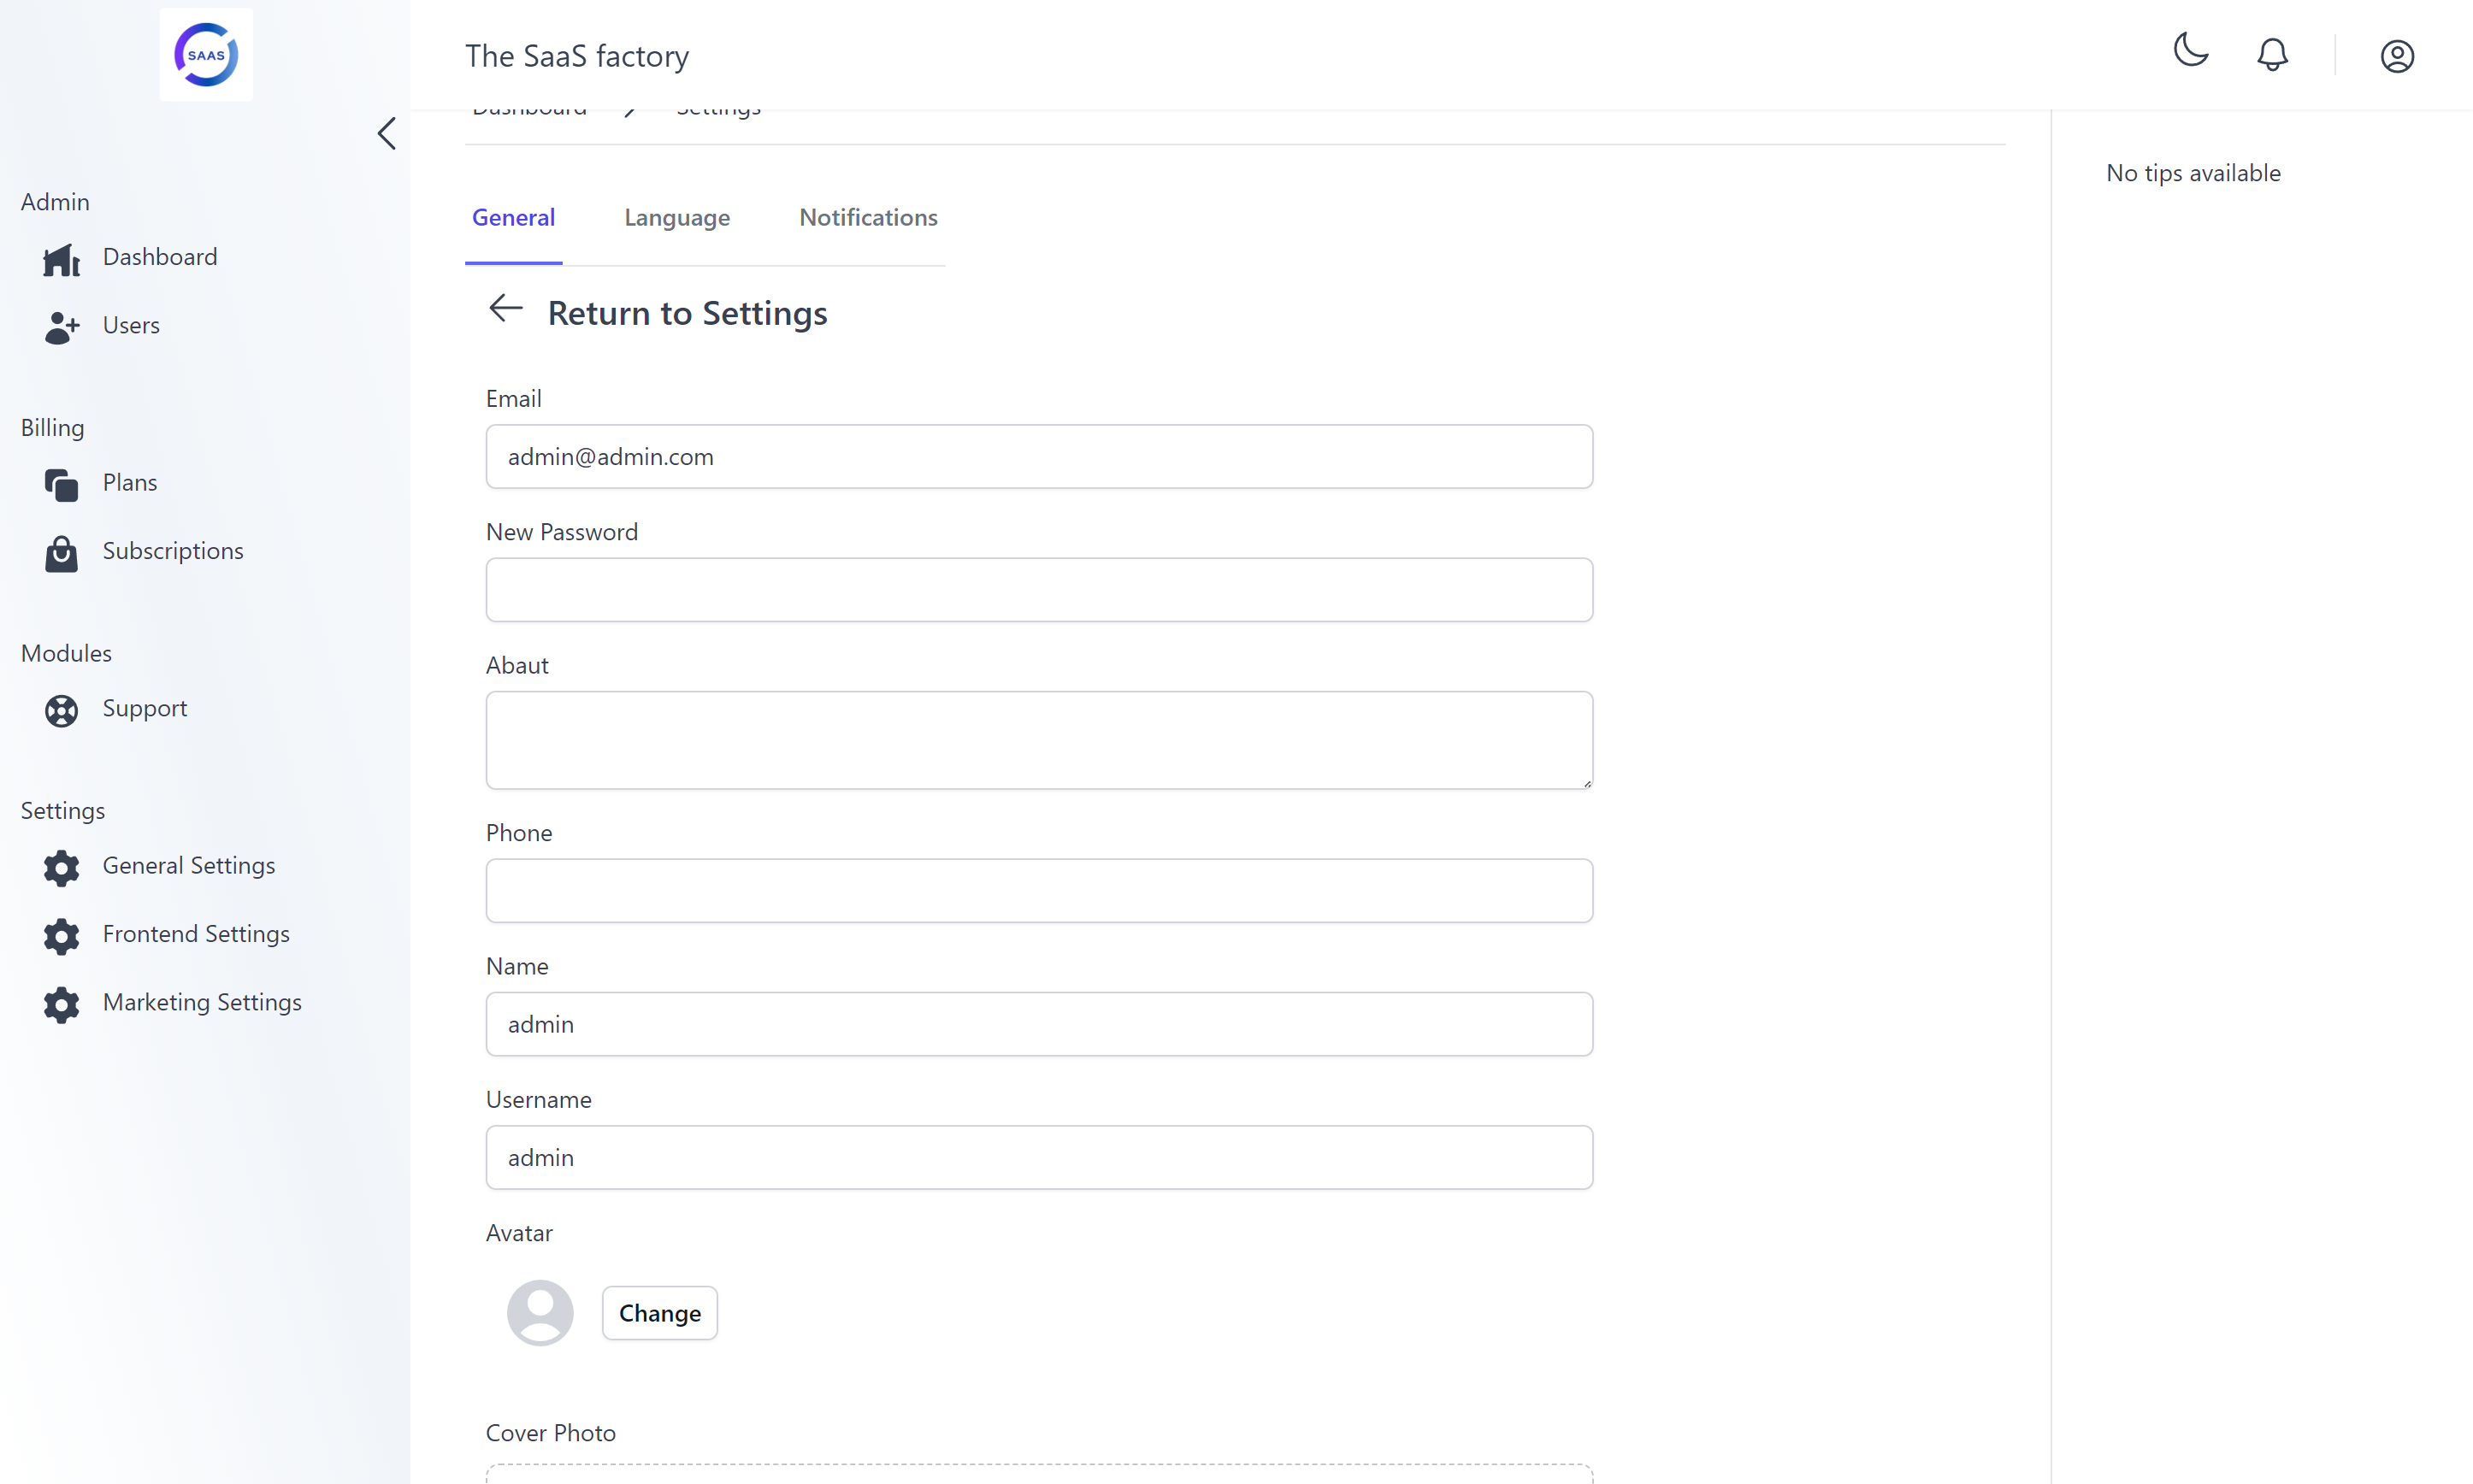 SAAS
The SaaS factory
Dashboard
Settings
Admin
Dashboard
Users
Billing
Plans
Subscriptions
Modules
Support
Settings
General Settings
Frontend Settings
Marketing Settings
General
Language
Notifications
Return to Settings
Email
admin@admin.com
New Password
Abaut
Phone
Name
admin
Username
admin
Avatar
Change
Cover Photo
No tips available